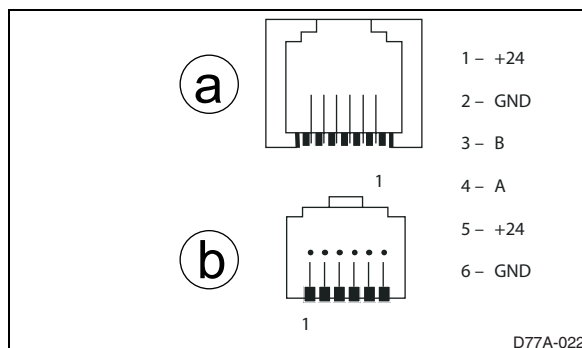 a
1
b
1
1 – +24
2 – GND
3 – B
4 – A
5 – +24
6 – GND
D77A-022